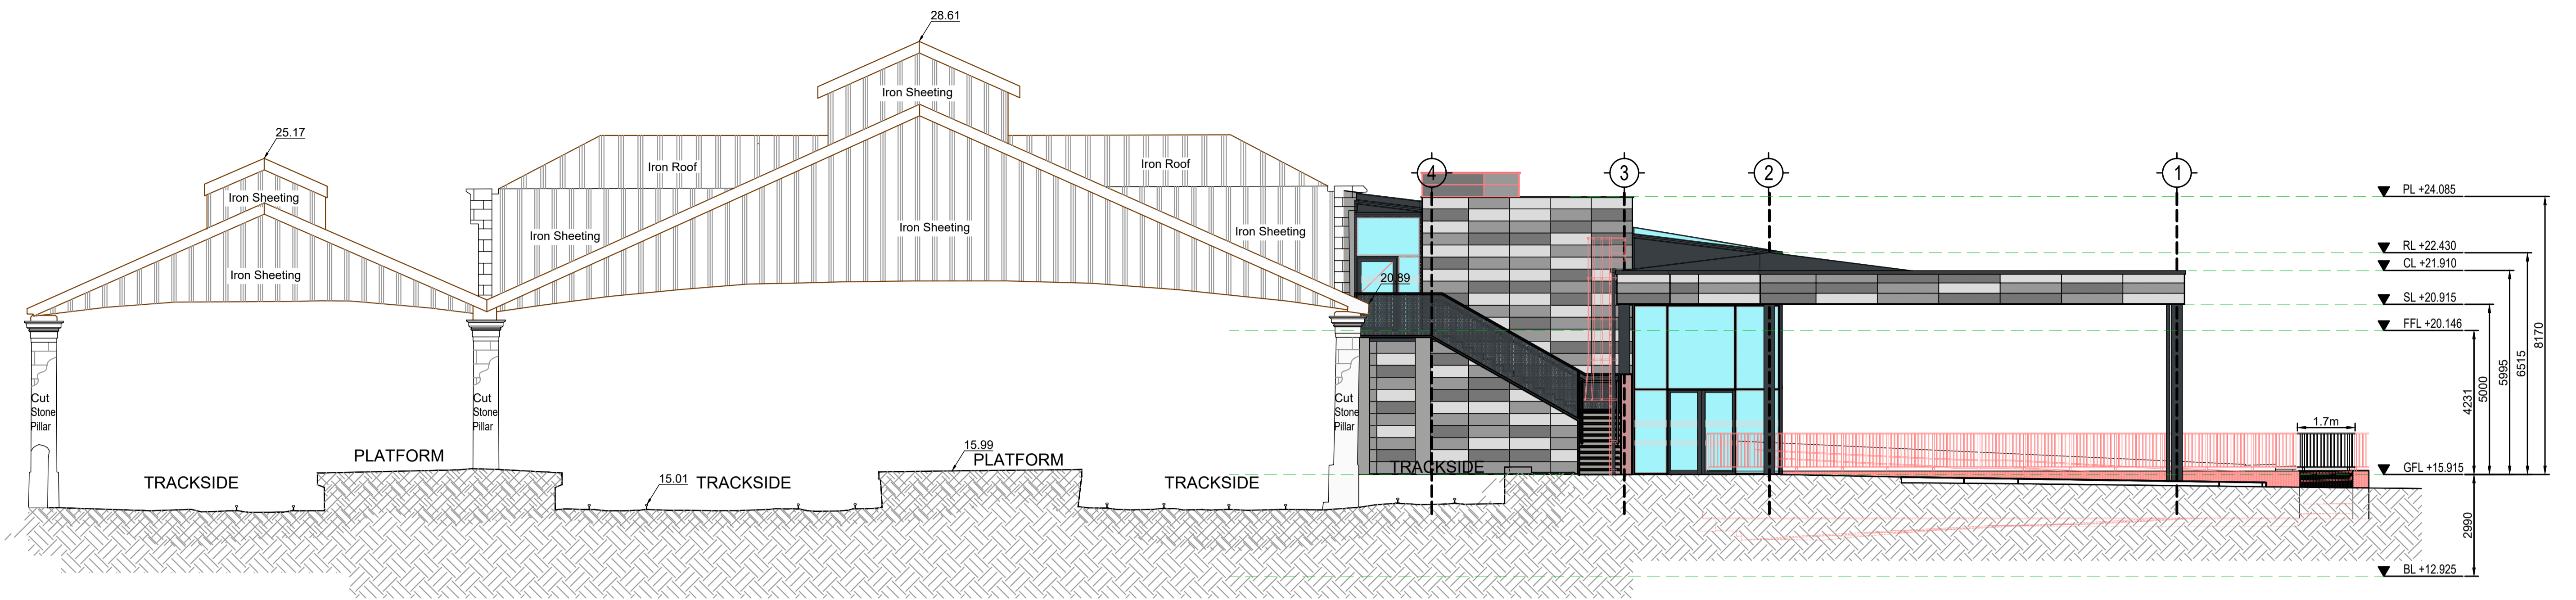 28.61
25.17
Iron Sheeting
Iron Roof
Iron Roof
4
3
2
1
PL +24.085
Iron Sheeting
Iron Sheeting
Iron Sheeting
Iron Sheeting
RL +22.430
CL +21.910
Iron Sheeting
20.89
SL +20.915
FFL +20.146
8170
6515
5995
5000
4231
Cut
Stone
Pillar
Cut
Stone
Pillar
Cut
Stone
Pillar
1.7m
PLATFORM
15.99
PLATFORM
TRACKSIDE
GFL +15.915
TRACKSIDE
15.01
TRACKSIDE
TRACKSIDE
2990
BL +12.925